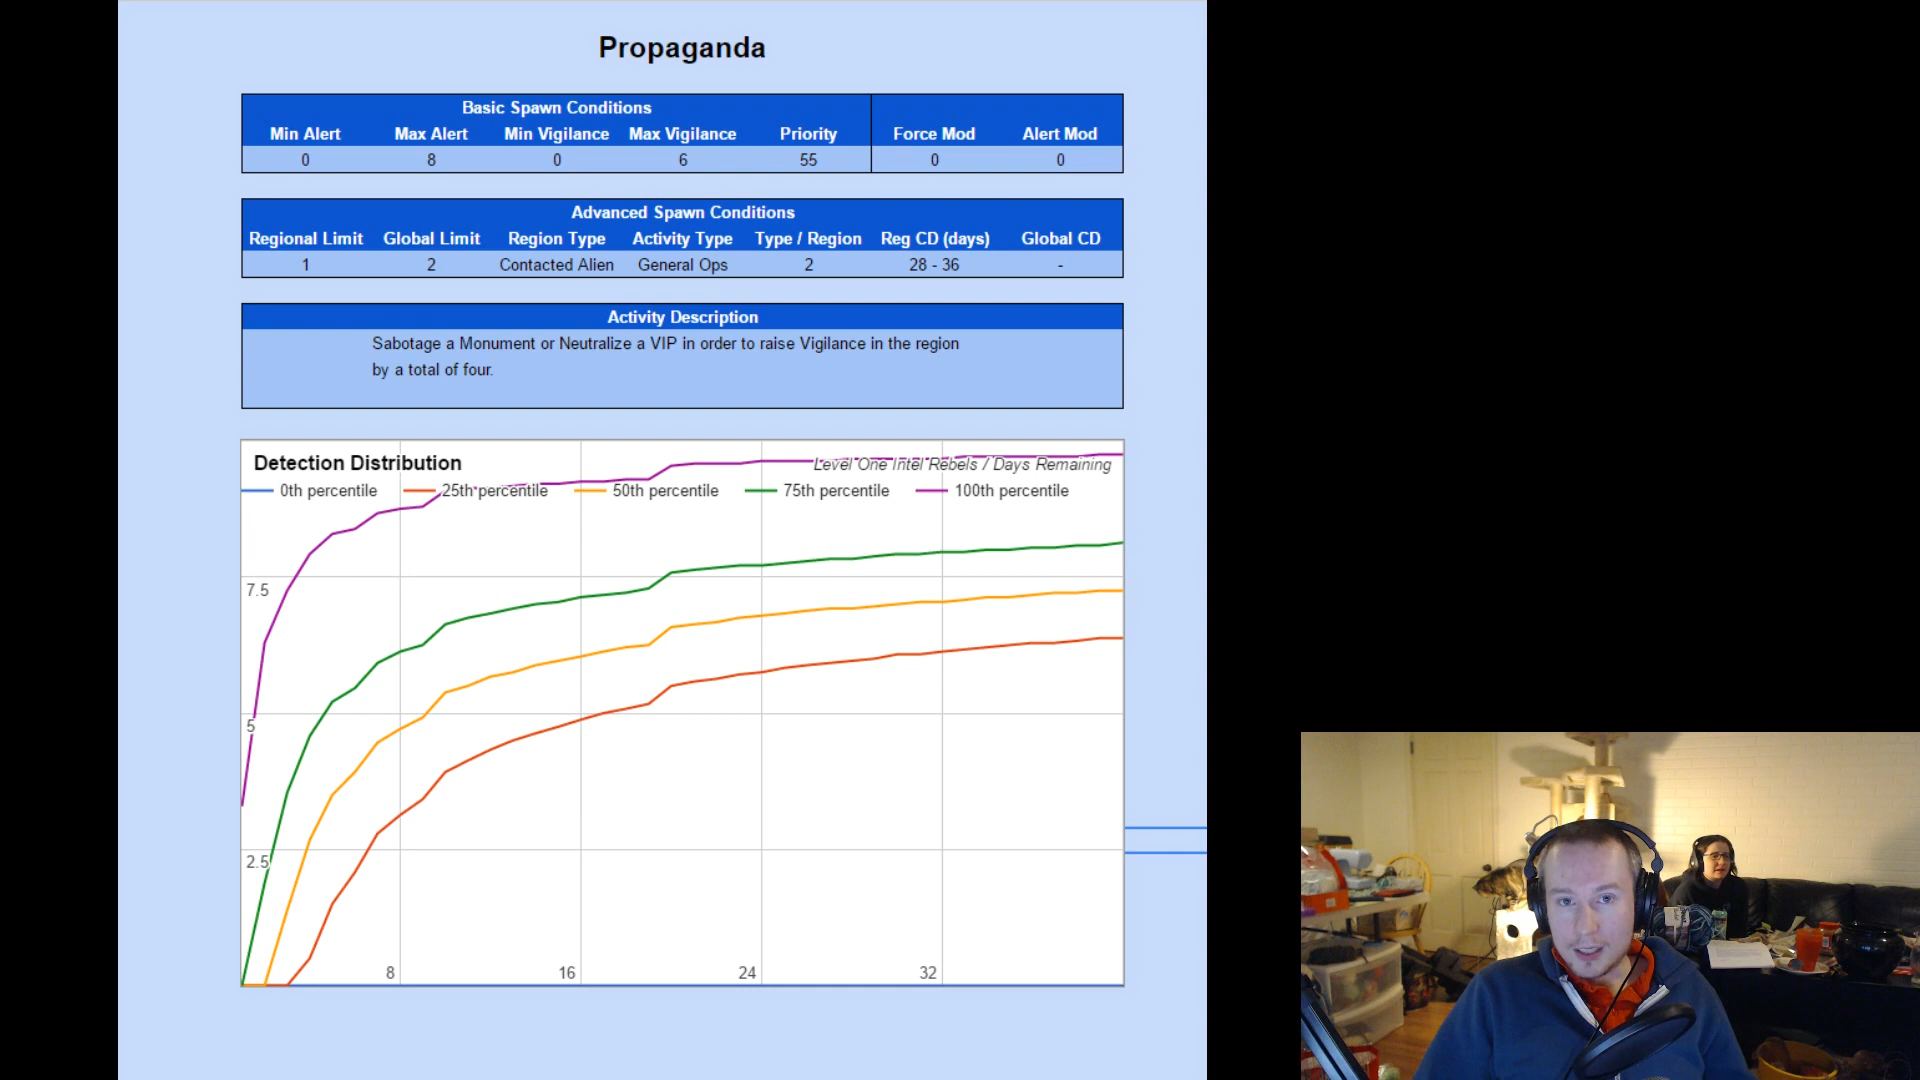 Propaganda
Basic Spawn Conditions
Min Alert Max Alert Min Vigilance Max Vigilance Priority Force Mod Alert Mod
0 8 0 6 55 0 0
Advanced Spawn Conditions
Regional Limit Global Limit Region Type Activity Type Type / Region Reg CD (days) Global CD
1 2 Contacted Alien General Ops 2 28 - 36 -
Activity Description
Sabotage a Monument or Neutralize a VIP in order to raise Vigilance in the region
by a total of four.
Detection Distribution Level One Intel Rebels / Days Remaining
0th percentile 25th percentile 50th percentile 75th percentile 100th percentile
7.5
5
2.5
8 16 24 32